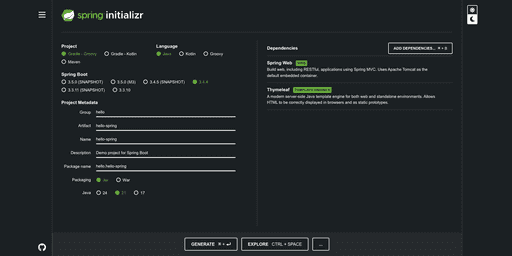 spring initializr
Project
Gradle - Groovy
Gradle - Kotlin
Maven
Language
Java
Kotlin
Groovy
Spring Boot
3.5.0 (SNAPSHOT)
3.5.0 (M3)
3.4.5 (SNAPSHOT)
3.4.4
3.3.11 (SNAPSHOT)
3.3.10
Project Metadata
Group
hello
Artifact
hello-spring
Name
hello-spring
Description
Demo project for Spring Boot
Package name
hello.hello-spring
Packaging
Jar
War
Java
24
21
17
Dependencies
ADD DEPENDENCIES... ⌘ + B
Spring Web WEB
Build web, including RESTful, applications using Spring MVC. Uses Apache Tomcat as the
default embedded container.
Thymeleaf TEMPLATE ENGINES
A modern server-side Java template engine for both web and standalone environments. Allows
HTML to be correctly displayed in browsers and as static prototypes.
GENERATE ⌘ + ⏎
EXPLORE CTRL + SPACE
...